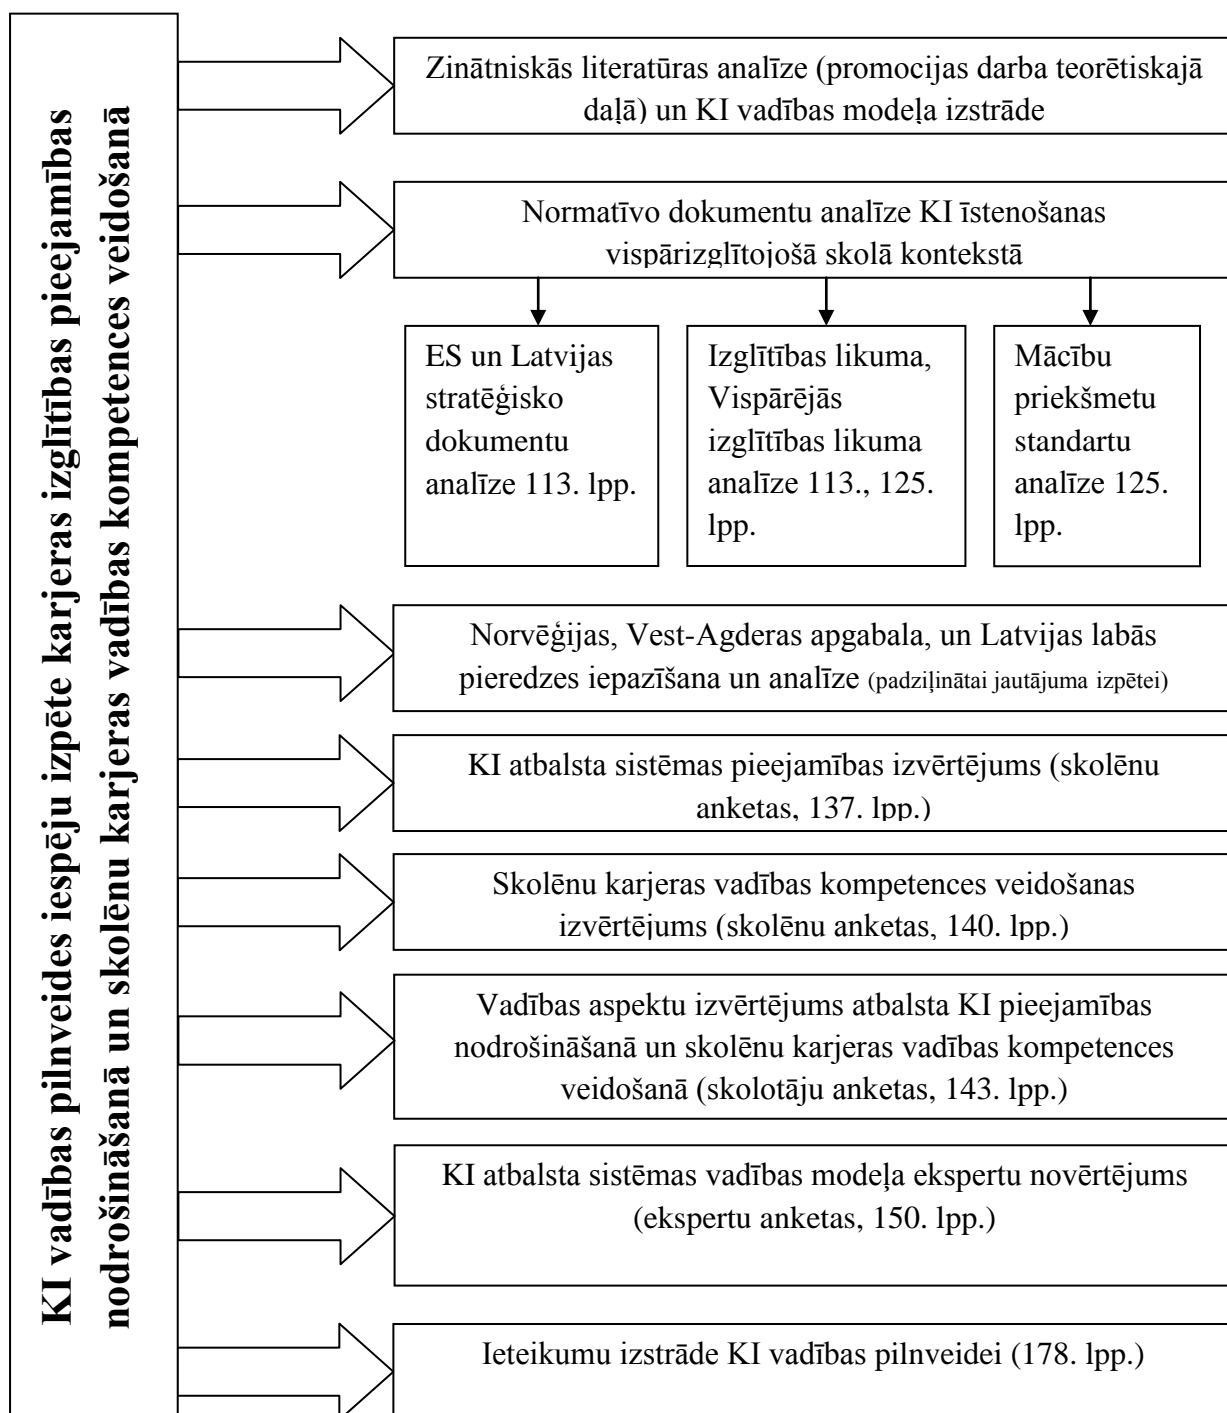 KI vadības pilnveides iespēju izpēte karjeras izglītības pieejamības
nodrošināšanā un skolēnu karjeras vadības kompetences veidošanā
Zinātniskās literatūras analīze (promocijas darba teorētiskajā
daļā) un KI vadības modeļa izstrāde
Normatīvo dokumentu analīze KI īstenošanas
vispārizglītojošā skolā kontekstā
ES un Latvijas
stratēģisko
dokumentu
analīze 113. lpp.
Izglītības likuma,
Vispārējās
izglītības likuma
analīze 113., 125.
lpp.
Mācību
priekšmetu
standartu
analīze 125.
lpp.
Norvēģijas, Vest-Agderas apgabala, un Latvijas labās
pieredzes iepazīšana un analīze (padziļinātai jautājuma izpētei)
KI atbalsta sistēmas pieejamības izvērtējums (skolēnu
anketas, 137. lpp.)
Skolēnu karjeras vadības kompetences veidošanas
izvērtējums (skolēnu anketas, 140. lpp.)
Vadības aspektu izvērtējums atbalsta KI pieejamības
nodrošināšanā un skolēnu karjeras vadības kompetences
veidošanā (skolotāju anketas, 143. lpp.)
KI atbalsta sistēmas vadības modeļa ekspertu novērtējums
(ekspertu anketas, 150. lpp.)
Ieteikumu izstrāde KI vadības pilnveidei (178. lpp.)